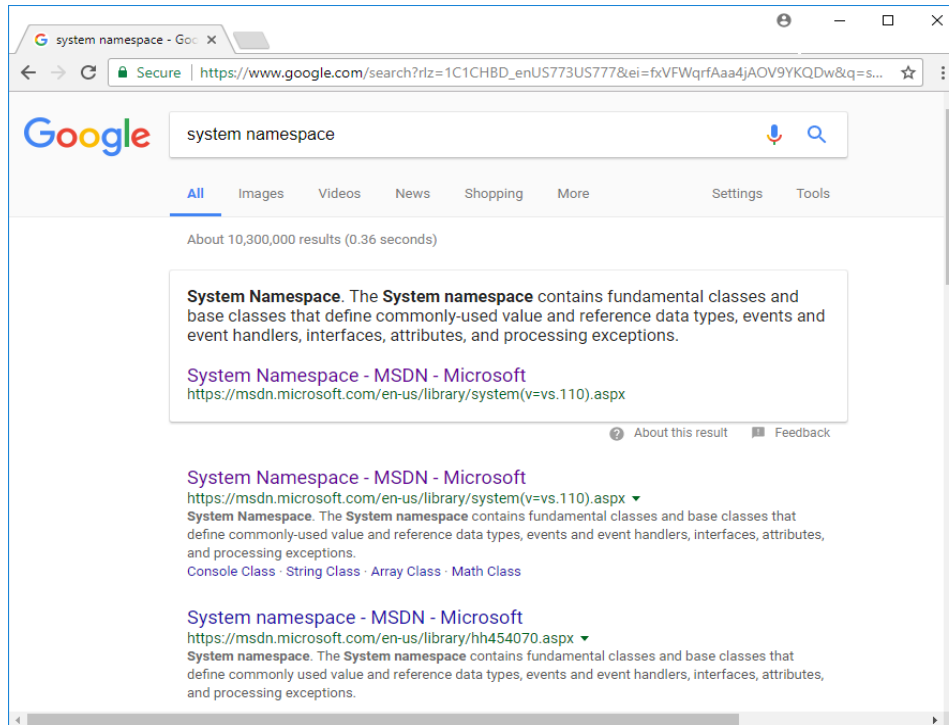 system namespace - Goo
Secure https://www.google.com/search?rlz=1C1CHBD_enUS773US777&ei=fxVFWqrfAaa4jAOV9YKQDw&q=s...
Google system namespace
All Images Videos News Shopping More Settings Tools
About 10,300,000 results (0.36 seconds)
System Namespace. The System namespace contains fundamental classes and
base classes that define commonly-used value and reference data types, events and
event handlers, interfaces, attributes, and processing exceptions.
System Namespace - MSDN - Microsoft
https://msdn.microsoft.com/en-us/library/system(v=vs.110).aspx
About this result Feedback
System Namespace - MSDN - Microsoft
https://msdn.microsoft.com/en-us/library/system(v=vs.110).aspx
System Namespace. The System namespace contains fundamental classes and base classes that
define commonly-used value and reference data types, events and event handlers, interfaces, attributes,
and processing exceptions.
Console Class · String Class · Array Class · Math Class
System namespace - MSDN - Microsoft
https://msdn.microsoft.com/en-us/library/hh454070.aspx
System namespace. The System namespace contains fundamental classes and base classes that
define commonly used value and reference data types, events and event handlers, interfaces, attributes,
and processing exceptions.